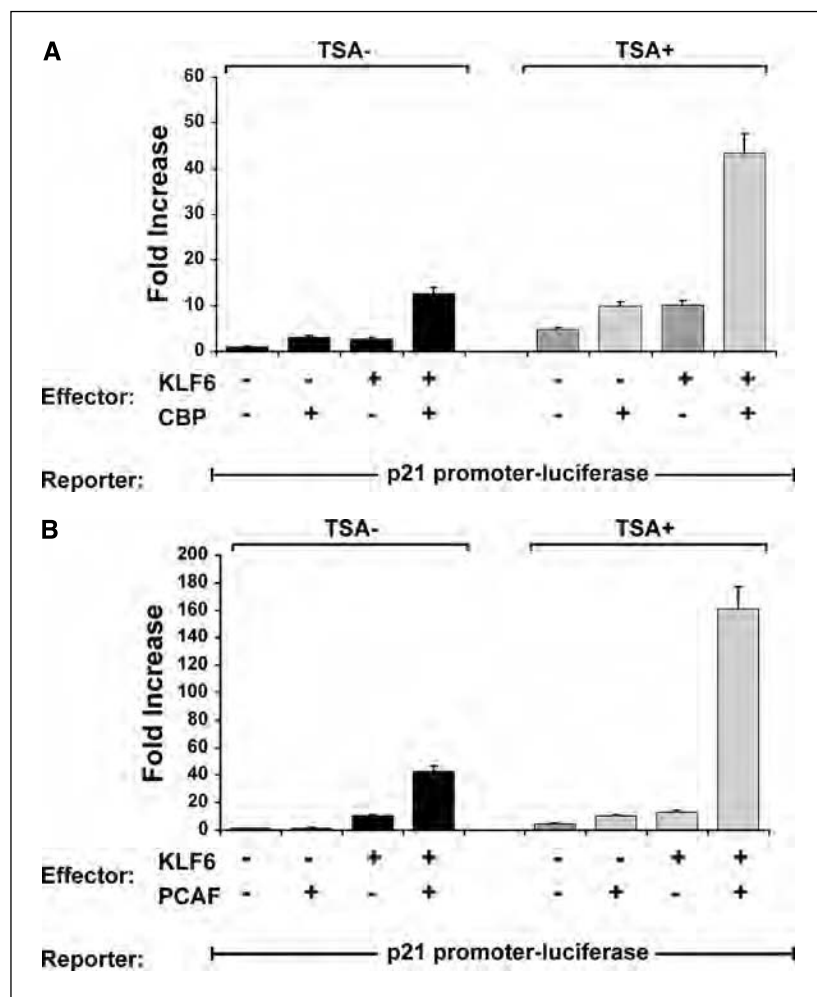 A
TSA- TSA+
60
50
40
30
20
10
0
Fold Increase
Effector:
KLF6 - - + + - - + +
CBP - + - + - + - +
Reporter: p21 promoter-luciferase
B
TSA- TSA+
200
180
160
140
120
100
80
60
40
20
0
Fold Increase
Effector:
KLF6 - - + + - - + +
PCAF - + - + - + - +
Reporter: p21 promoter-luciferase